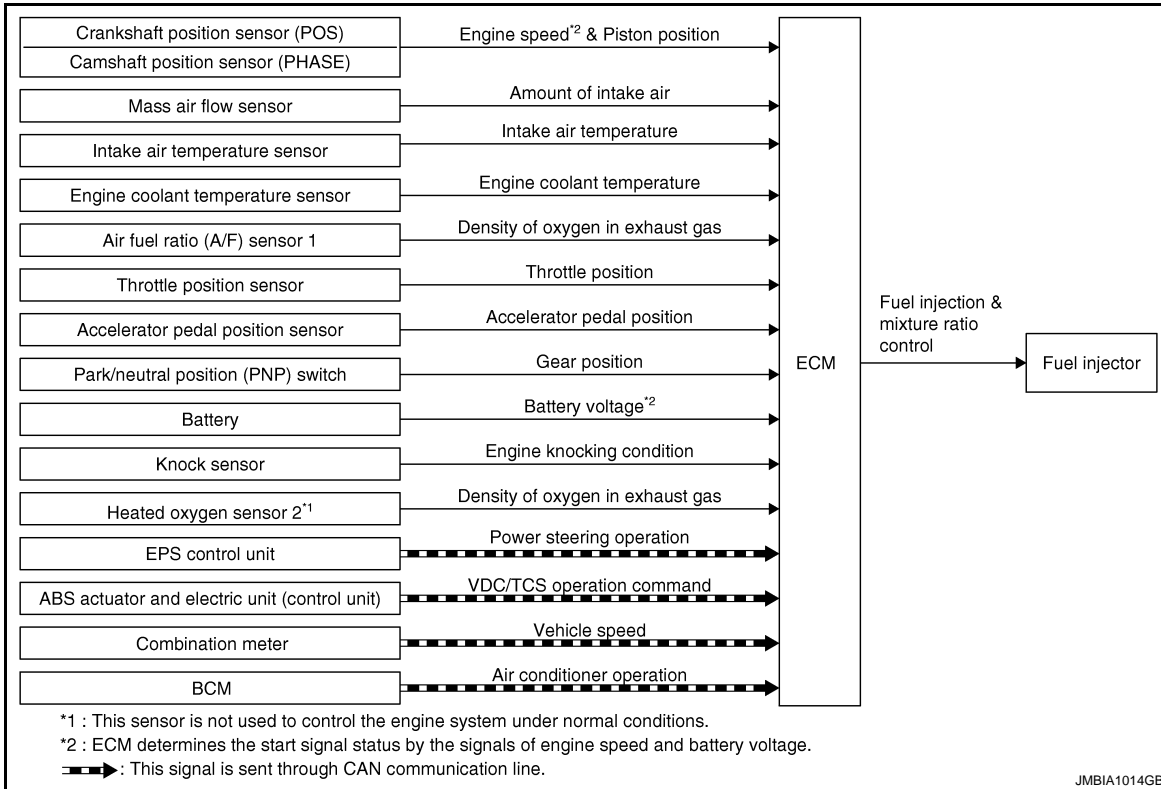 Crankshaft position sensor (POS)
Camshaft position sensor (PHASE)
Engine speed*2 & Piston position
Mass air flow sensor
Amount of intake air
Intake air temperature sensor
Intake air temperature
Engine coolant temperature sensor
Engine coolant temperature
Air fuel ratio (A/F) sensor 1
Density of oxygen in exhaust gas
Throttle position sensor
Throttle position
Accelerator pedal position sensor
Accelerator pedal position
Park/neutral position (PNP) switch
Gear position
Battery
Battery voltage*2
Knock sensor
Engine knocking condition
Heated oxygen sensor 2*1
Density of oxygen in exhaust gas
EPS control unit
Power steering operation
ABS actuator and electric unit (control unit)
VDC/TCS operation command
Combination meter
Vehicle speed
BCM
Air conditioner operation
ECM
Fuel injection &
mixture ratio
control
Fuel injector
*1 : This sensor is not used to control the engine system under normal conditions.
*2 : ECM determines the start signal status by the signals of engine speed and battery voltage.
: This signal is sent through CAN communication line.
JMBIA1014GB